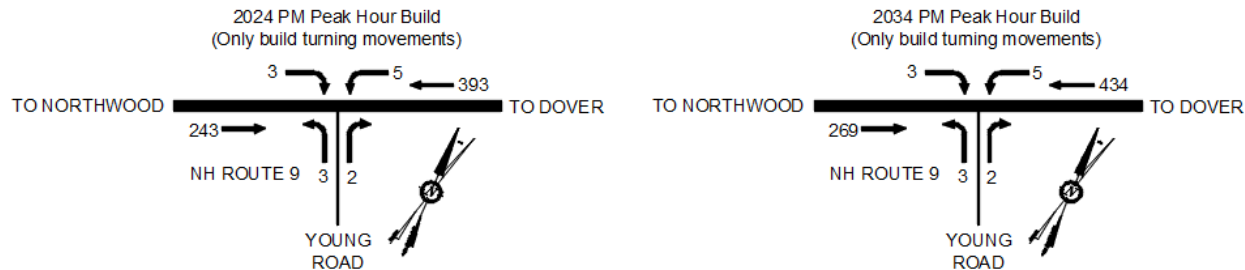 2024 PM Peak Hour Build
(Only build turning movements)
3
5
393
TO NORTHWOOD
TO DOVER
243
NH ROUTE 9
3
2
N
YOUNG
ROAD
2034 PM Peak Hour Build
(Only build turning movements)
3
5
434
TO NORTHWOOD
TO DOVER
269
NH ROUTE 9
3
2
N
YOUNG
ROAD